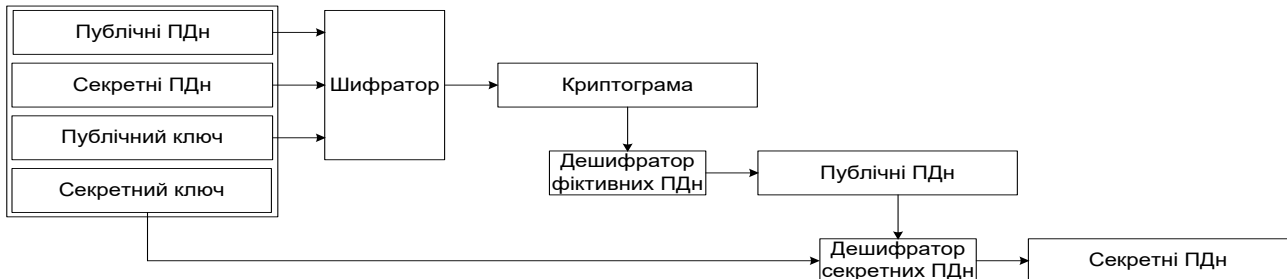 Публічні ПДн
Секретні ПДн
Публічний ключ
Секретний ключ
Шифратор
Криптограма
Дешифратор
фіктивних ПДн
Публічні ПДн
Дешифратор
секретних ПДн
Секретні ПДн